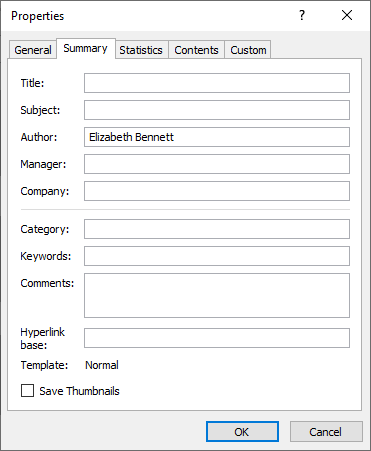 Properties
?
General Summary Statistics Contents Custom
Title:
Subject:
Author: Elizabeth Bennett
Manager:
Company:
Category:
Keywords:
Comments:
Hyperlink
base:
Template: Normal
Save Thumbnails
OK Cancel